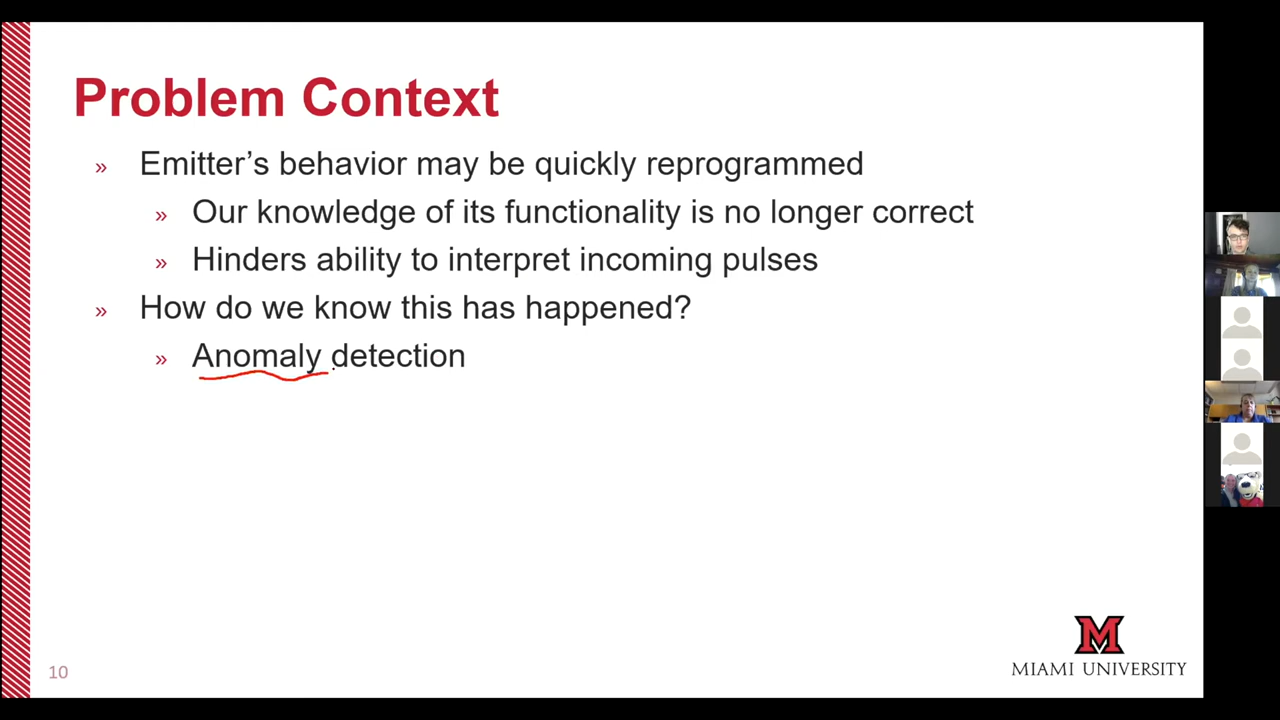 Problem Context
» Emitter’s behavior may be quickly reprogrammed
» Our knowledge of its functionality is no longer correct
» Hinders ability to interpret incoming pulses
» How do we know this has happened?
» Anomaly detection
10
M
MIAMI UNIVERSITY